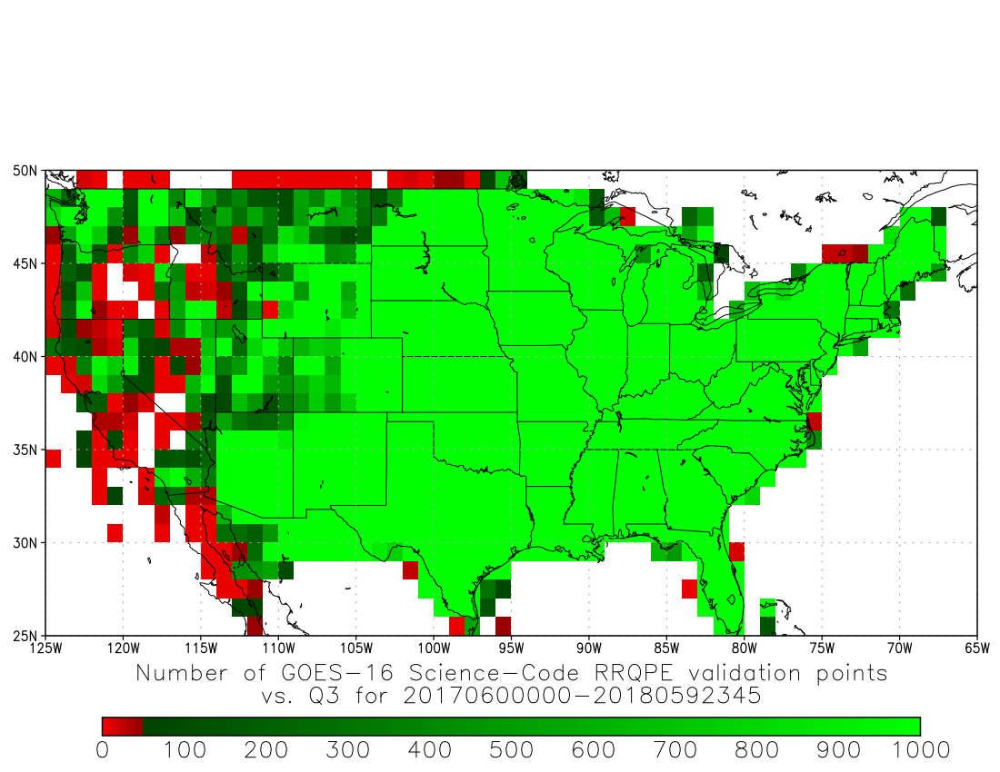 50N
45N
40N
35N
30N
25N
125W 120W 115W 110W 105W 100W 95W 90W 85W 80W 75W 70W 65W
Number of GOES-16 Science-Code RRQPE validation points
vs. Q3 for 20170600000-20180592345
0 100 200 300 400 500 600 700 800 900 1000